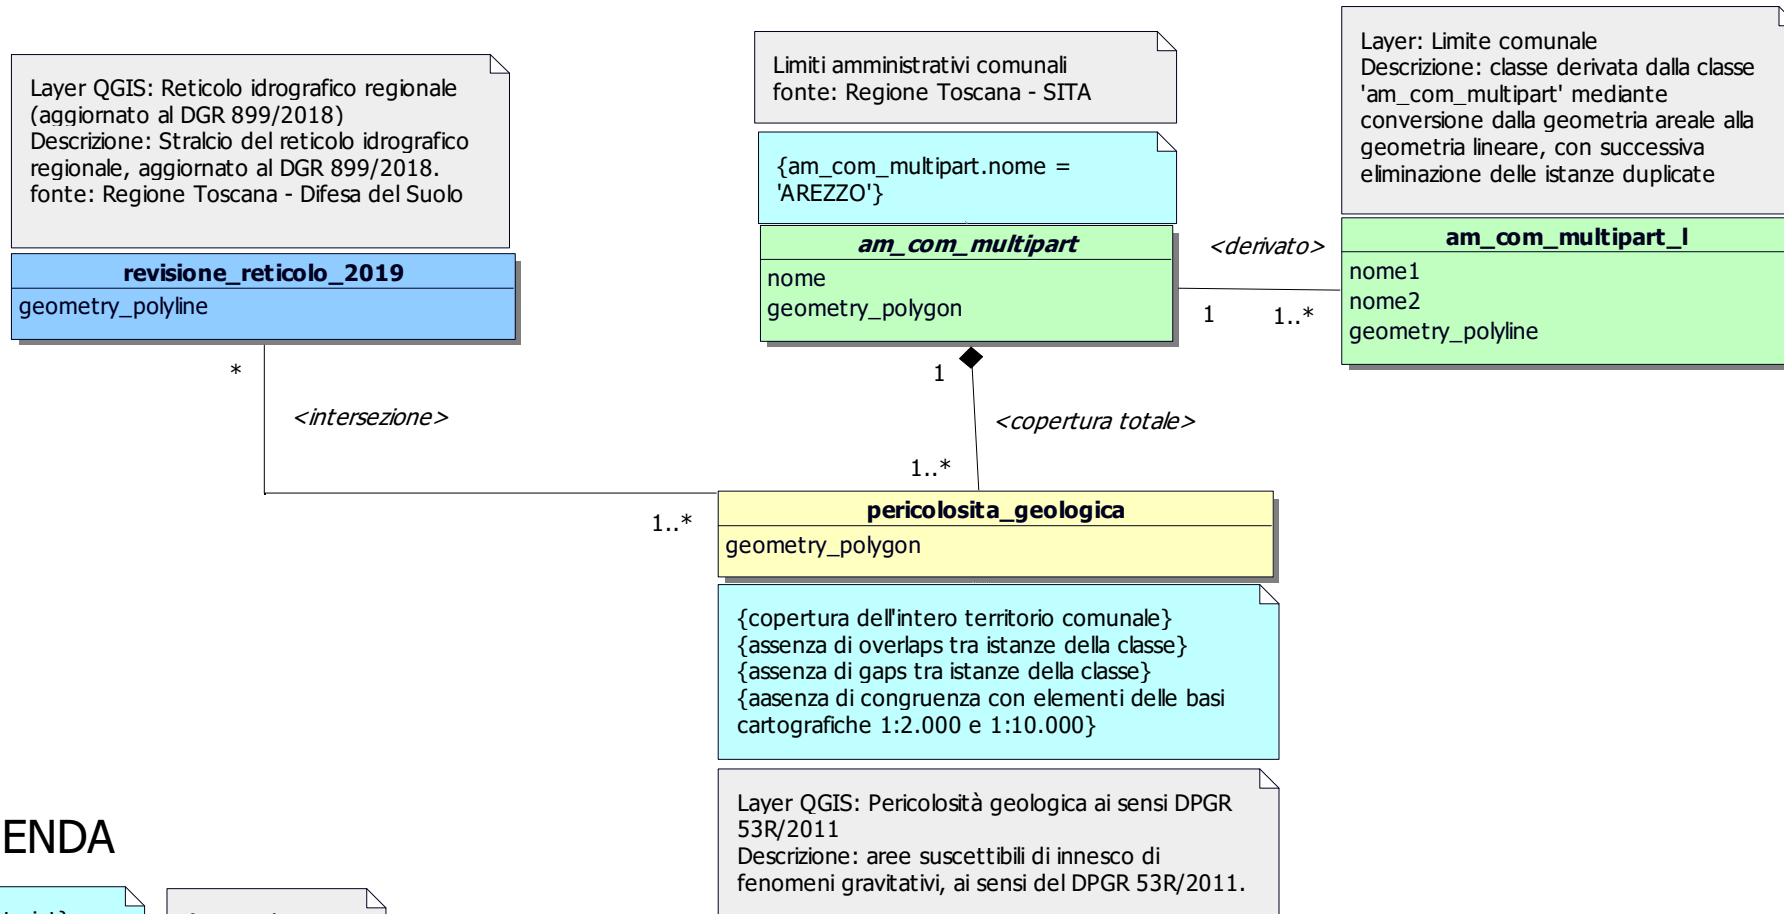 Layer QGIS: Reticolo idrografico regionale
(aggiornato al DGR 899/2018)
Descrizione: Stralcio del reticolo idrografico
regionale, aggiornato al DGR 899/2018.
fonte: Regione Toscana - Difesa del Suolo
revisione_reticolo_2019
geometry_polyline
Limiti amministrativi comunali
fonte: Regione Toscana - SITA
{am_com_multipart.nome =
'AREZZO'}
am_com_multipart
nome
geometry_polygon
<derivato>
1
1..*
Layer: Limite comunale
Descrizione: classe derivata dalla classe
'am_com_multipart' mediante
conversione dalla geometria areale alla
geometria lineare, con successiva
eliminazione delle istanze duplicate
am_com_multipart_l
nome1
nome2
geometry_polyline
*
<intersezione>
1..*
1
<copertura totale>
1..*
pericolosita_geologica
geometry_polygon
{copertura dell'intero territorio comunale}
{assenza di overlaps tra istanze della classe}
{assenza di gaps tra istanze della classe}
{aasenza di congruenza con elementi delle basi
cartografiche 1:2.000 e 1:10.000}
Layer QGIS: Pericolosità geologica ai sensi DPGR
53R/2011
Descrizione: aree suscettibili di innesco di
fenomeni gravitativi, ai sensi del DPGR 53R/2011.
ENDA